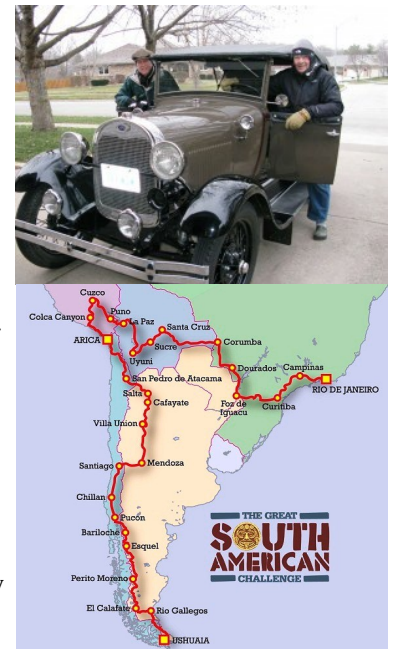 Ford
Cuzco
Puno
Colca Canyon
La Paz
Santa Cruz
ARICA
Sucre
Corumba
Uyuni
San Pedro de Atacama
Dourados
Campinas
RIO DE JANEIRO
Salta
Cafayate
Foz de
Iguacu
Curitiba
Villa Union
Santiago
Mendoza
Chillan
THE GREAT
SOUTH
AMERICAN
CHALLENGE
Pucón
Bariloche
Esquel
Perito Moreno
El Calafate
Rio Gallegos
USHUAIA